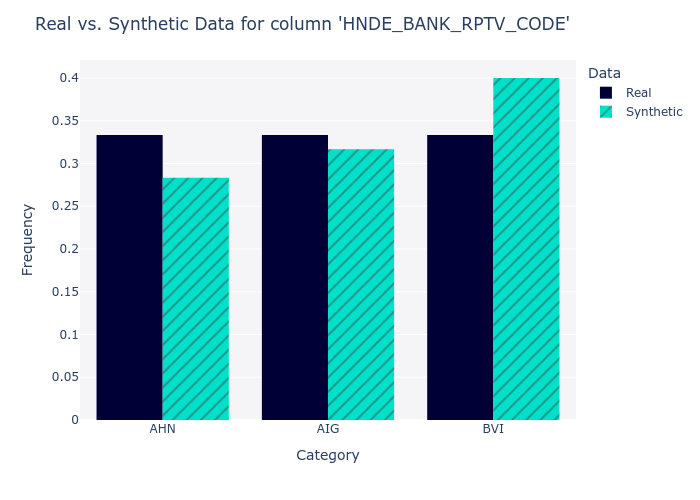 Real vs. Synthetic Data for column 'HNDE_BANK_RPTV_CODE'
Data
Real
Synthetic
0.4
0.35
0.3
0.25
0.2
0.15
0.1
0.05
0
Frequency
AHN
AIG
BVI
Category